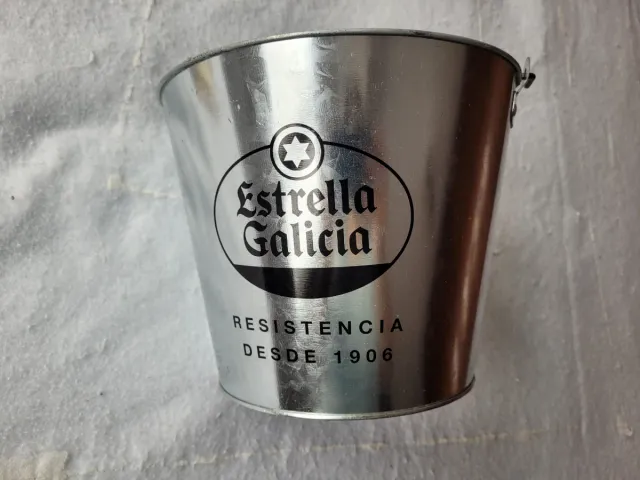 Estrella
Galicia
RESISTENCIA
DESDE 1906